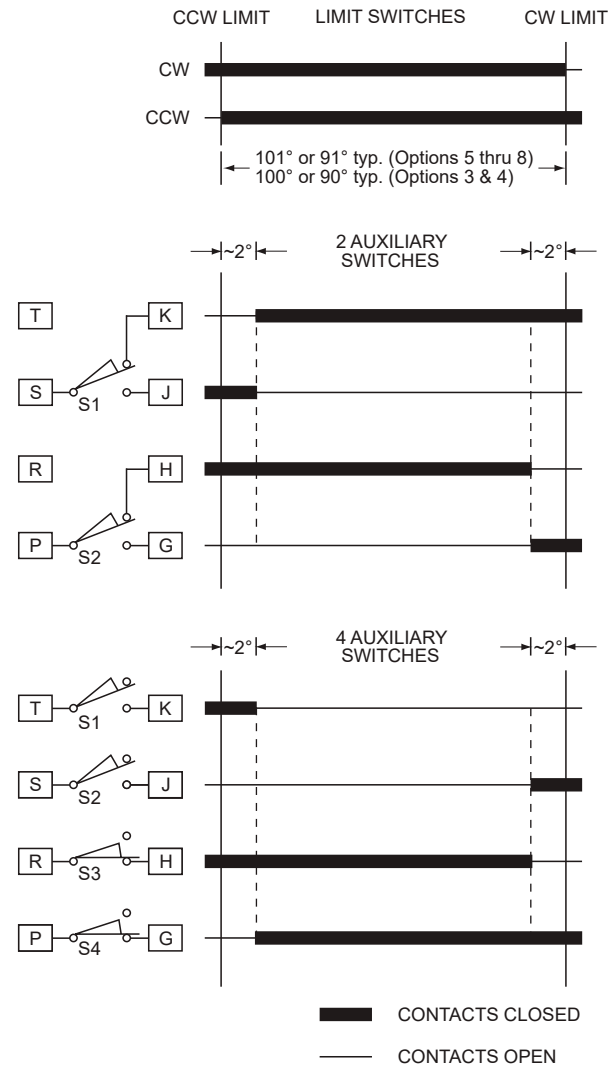 CCW LIMIT LIMIT SWITCHES CW LIMIT
CW
CCW
101° or 91° typ. (Options 5 thru 8)
100° or 90° typ. (Options 3 & 4)
~2° 2 AUXILIARY SWITCHES ~2°
T K
S S1 J
R H
P S2 G
~2° 4 AUXILIARY SWITCHES ~2°
T S1 K
S S2 J
R S3 H
P S4 G
CONTACTS CLOSED
CONTACTS OPEN